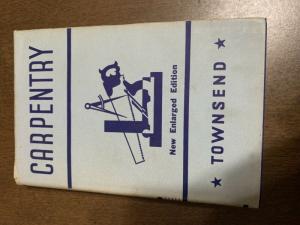 CARPENTRY
New Enlarged Edition
★ TOWNSEND ★